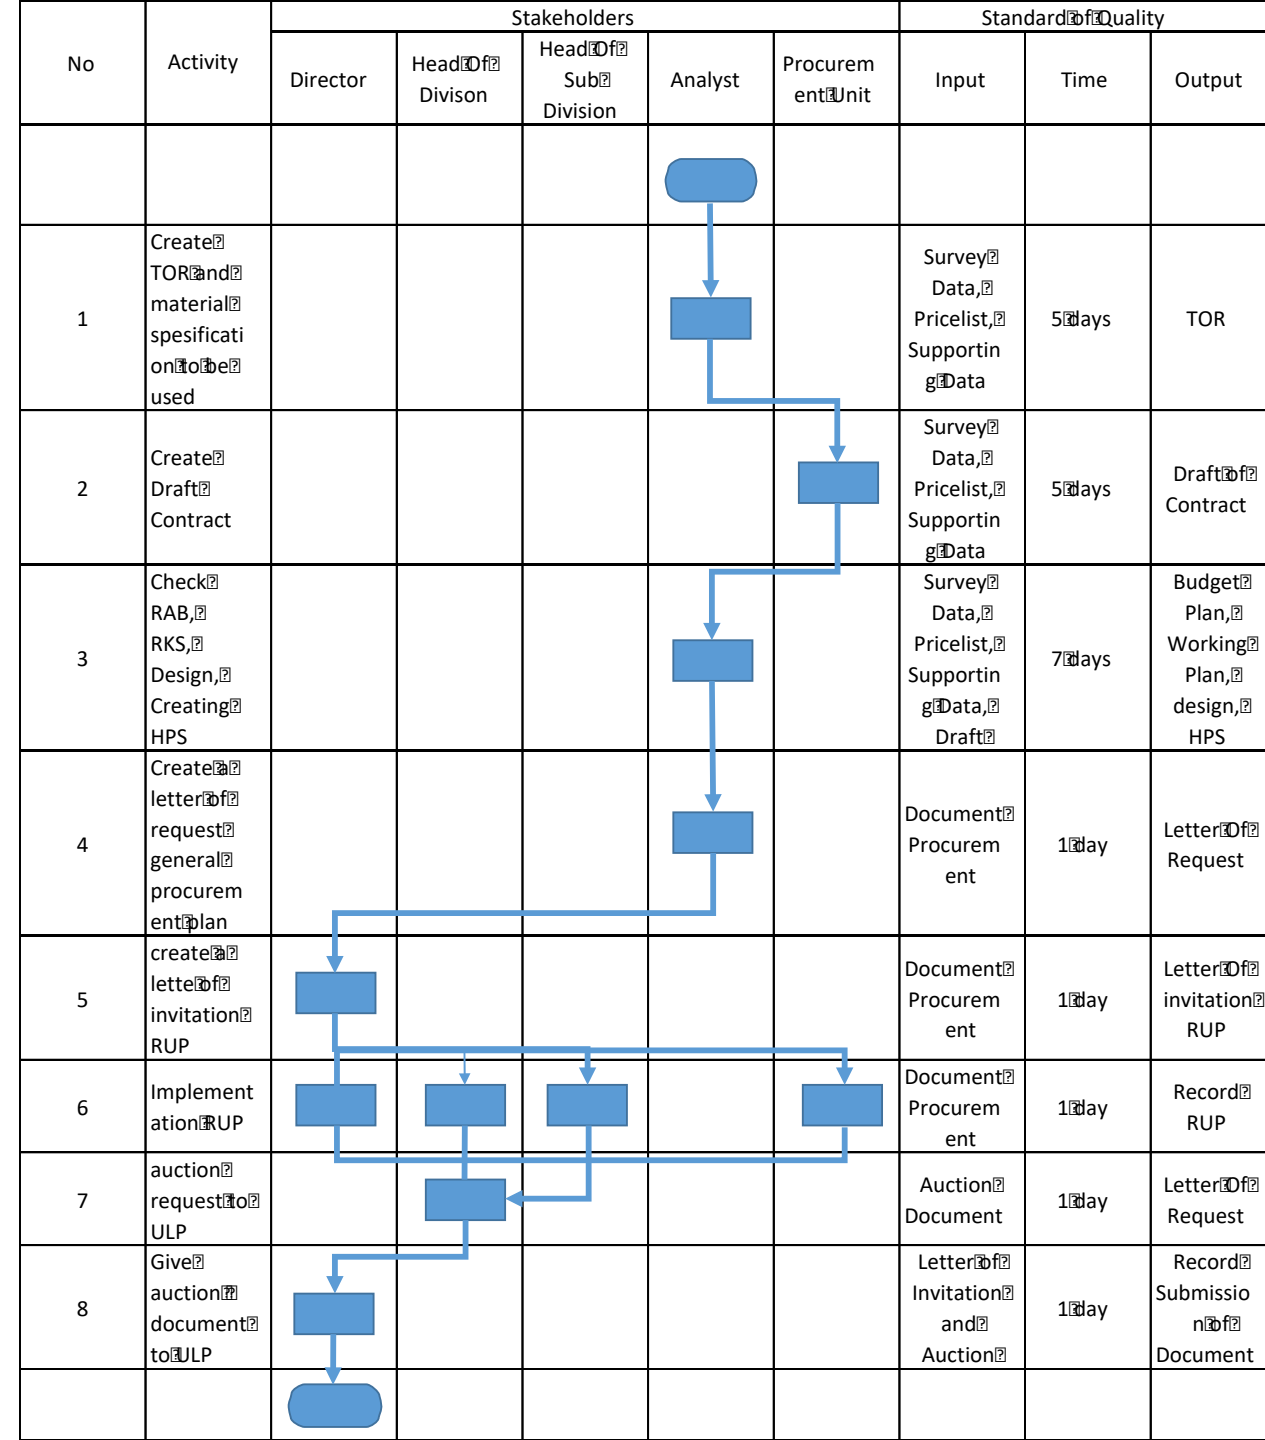 Stakeholders
Standard of Quality
No
Activity
Director
Head Of
Divison
Head Of
Sub
Division
Analyst
Procurem
ent Unit
Input
Time
Output
1
Create
TOR and
material
spesificati
on to be
used
Survey
Data,
Pricelist,
Supportin
g Data
5 days
TOR
2
Create
Draft
Contract
Survey
Data,
Pricelist,
Supportin
g Data
5 days
Draft of
Contract
3
Check
RAB,
RKS,
Design,
Creating
HPS
Survey
Data,
Pricelist,
Supportin
g Data,
Draft
7 days
Budget
Plan,
Working
Plan,
design,
HPS
4
Create a
letter of
request
general
procurem
ent plan
Document
Procurem
ent
1 day
Letter Of
Request
5
create a
lette of
invitation
RUP
Document
Procurem
ent
1 day
Letter Of
invitation
RUP
6
Implement
ation RUP
Document
Procurem
ent
1 day
Record
RUP
7
auction
request to
ULP
Auction
Document
1 day
Letter Of
Request
8
Give
auction
document
to ULP
Letter of
Invitation
and
Auction
1 day
Record
Submissio
n of
Document